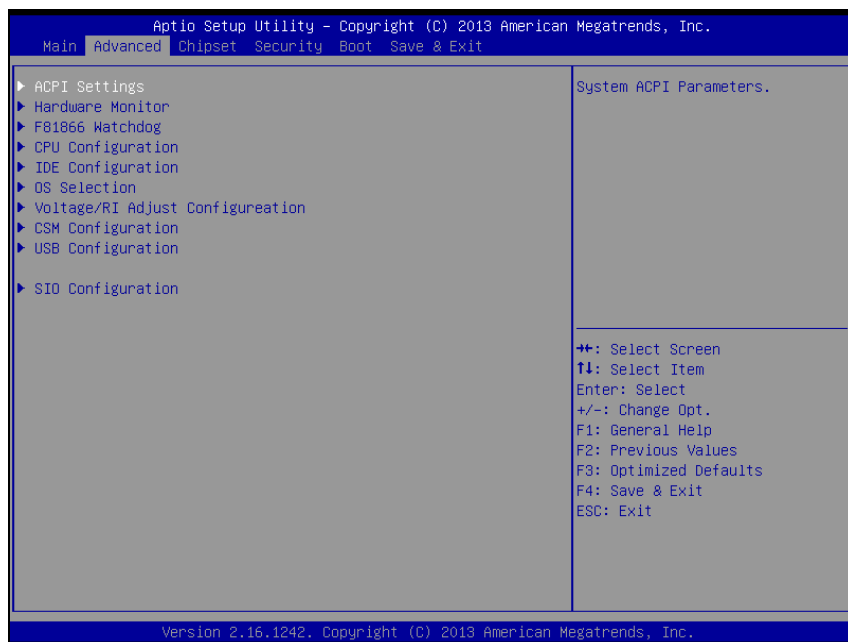 Aptio Setup Utility – Copyright (C) 2013 American Megatrends, Inc.
Main Advanced Chipset Security Boot Save & Exit
▶ ACPI Settings
▶ Hardware Monitor
▶ F81866 Watchdog
▶ CPU Configuration
▶ IDE Configuration
▶ OS Selection
▶ Voltage/RI Adjust Configureation
▶ CSM Configuration
▶ USB Configuration
▶ SIO Configuration
System ACPI Parameters.
→←: Select Screen
↑↓: Select Item
Enter: Select
+/-: Change Opt.
F1: General Help
F2: Previous Values
F3: Optimized Defaults
F4: Save & Exit
ESC: Exit
Version 2.16.1242. Copyright (C) 2013 American Megatrends, Inc.